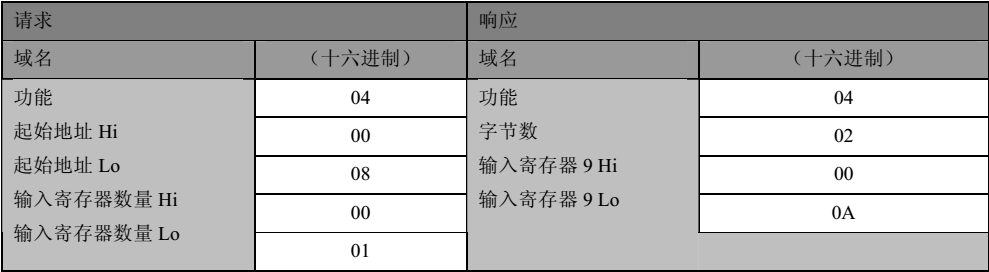 请求 响应
域名 （十六进制） 域名 （十六进制）
功能 04 功能 04
起始地址 Hi 00 字节数 02
起始地址 Lo 08 输入寄存器 9 Hi 00
输入寄存器数量 Hi 00 输入寄存器 9 Lo 0A
输入寄存器数量 Lo 01